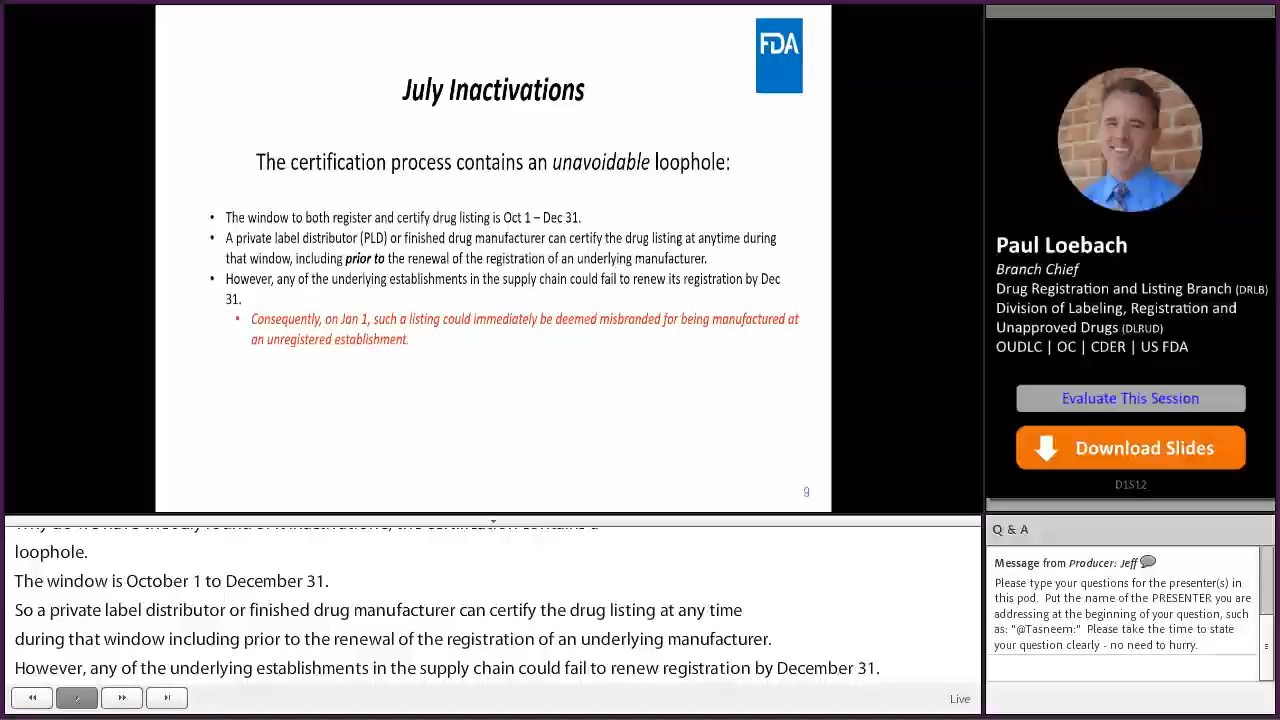 FDA
July Inactivations
The certification process contains an unavoidable loophole:
• The window to both register and certify drug listing is Oct 1 – Dec 31.
• A private label distributor (PLD) or finished drug manufacturer can certify the drug listing at anytime during
that window, including prior to the renewal of the registration of an underlying manufacturer.
• However, any of the underlying establishments in the supply chain could fail to renew its registration by Dec
31.
• Consequently, on Jan 1, such a listing could immediately be deemed misbranded for being manufactured at
an unregistered establishment.
9
Paul Loebach
Branch Chief
Drug Registration and Listing Branch (DRLB)
Division of Labeling, Registration and
Unapproved Drugs (DLRUD)
OUDLC | OC | CDER | US FDA
Evaluate This Session
Download Slides
D1S12
loophole.
The window is October 1 to December 31.
So a private label distributor or finished drug manufacturer can certify the drug listing at any time
during that window including prior to the renewal of the registration of an underlying manufacturer.
However, any of the underlying establishments in the supply chain could fail to renew registration by December 31.
Live
Q & A
Message from Producer: Jeff
Please type your questions for the presenter(s) in
this pod. Put the name of the PRESENTER you are
addressing at the beginning of your question, such
as: "@Tasneem:" Please take the time to state
your question clearly - no need to hurry.